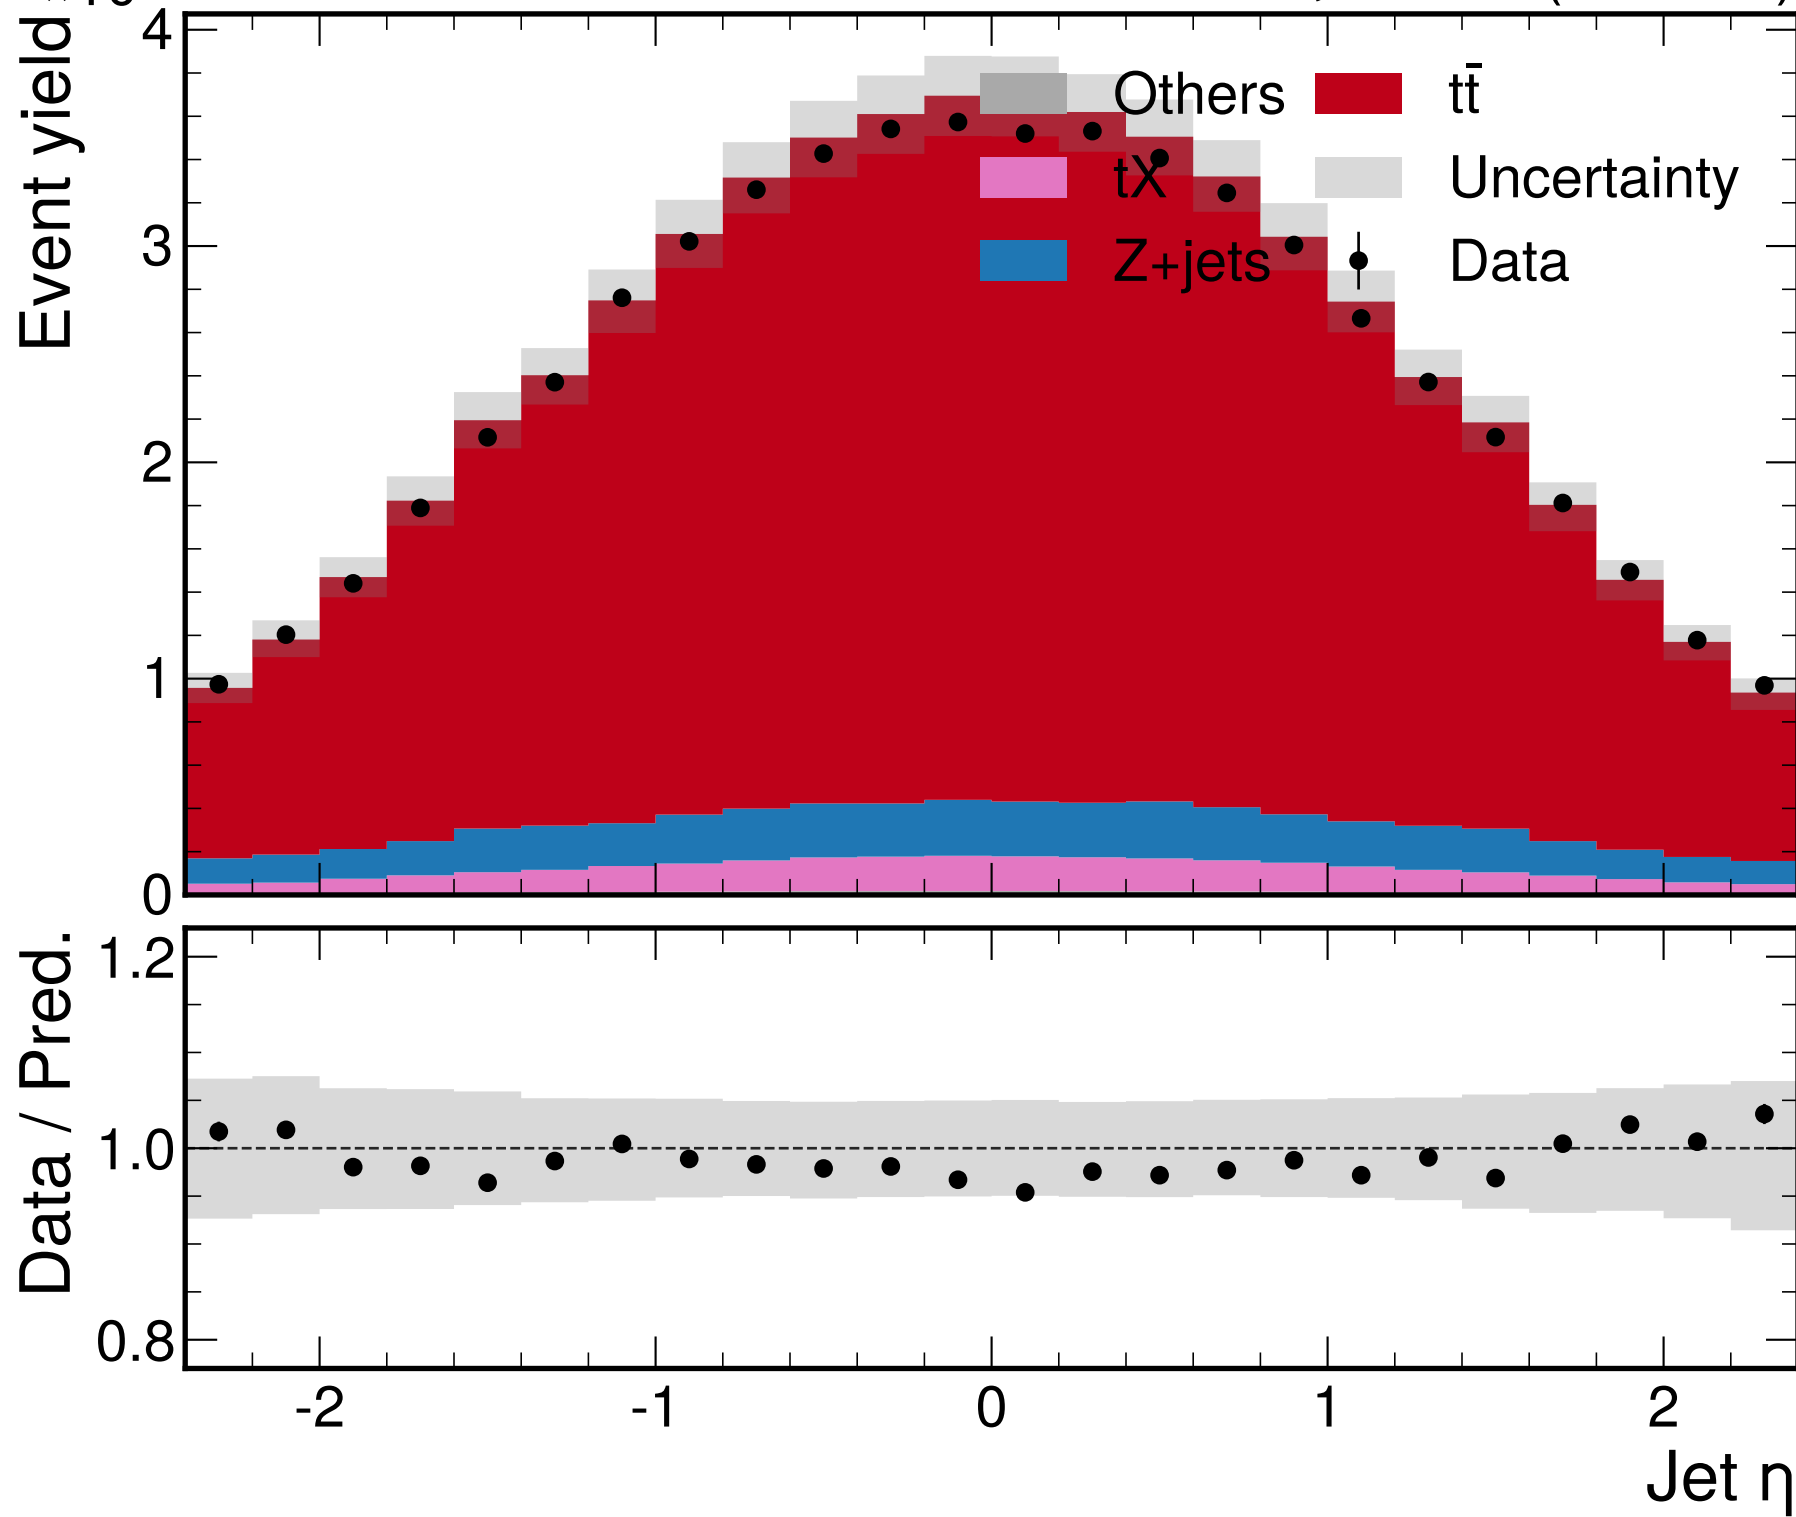 Event yield
4
3
2
1
0
Others
tt̄
tX
Uncertainty
Z+jets
Data
Data / Pred.
1.2
1.0
0.8
-2 -1 0 1 2
Jet η